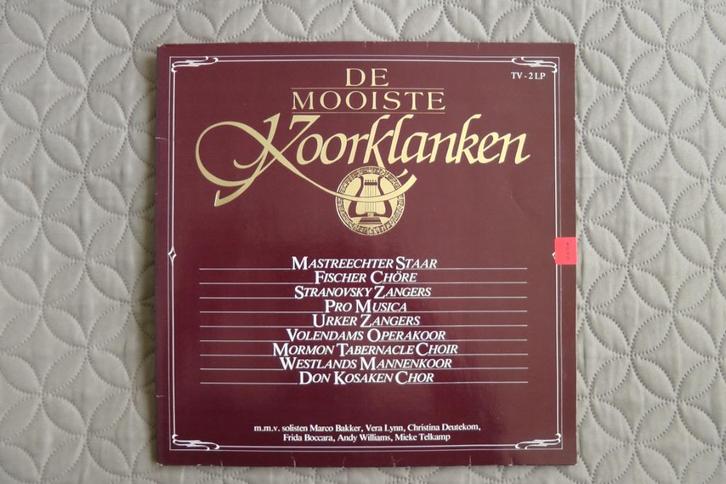 DE
MOOISTE
Koorklanken
TV - 2 LP
MASTREECHTER STAAR
FISCHER CHÖRE
STRANOVSKY ZANGERS
PRO MUSICA
URKER ZANGERS
VOLENDAMS OPERAKOOR
MORMON TABERNACLE CHOIR
WESTLANDS MANNENKOOR
DON KOSAKEN CHOR
m.m.v. solisten Marco Bakker, Vera Lynn, Christina Deutekom,
Frida Boccara, Andy Williams, Mieke Telkamp